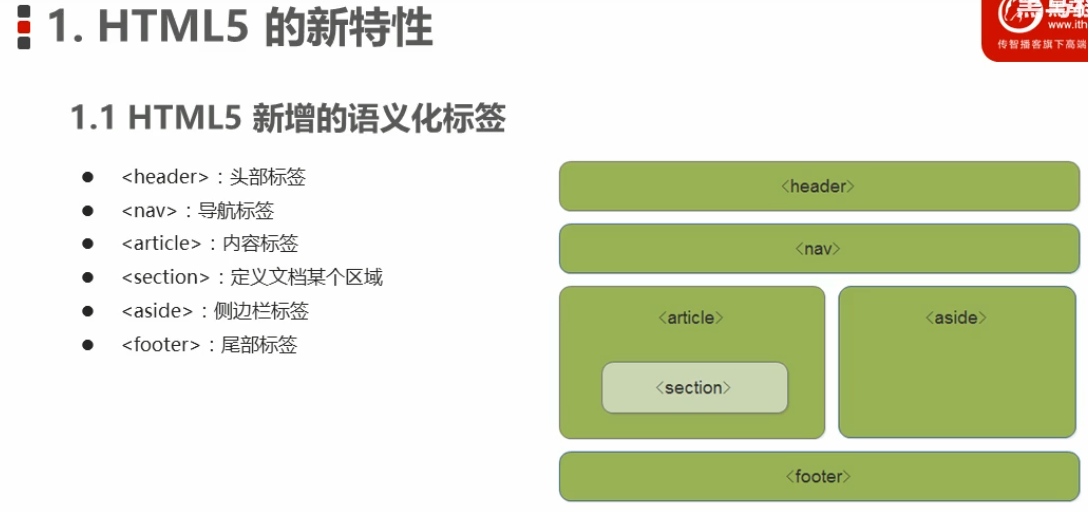 1. HTML5 的新特性
www.ith
传智播客旗下高端
1.1 HTML5 新增的语义化标签
● <header>：头部标签
● <nav>：导航标签
● <article>：内容标签
● <section>：定义文档某个区域
● <aside>：侧边栏标签
● <footer>：尾部标签
<header>
<nav>
<article>
<aside>
<section>
<footer>